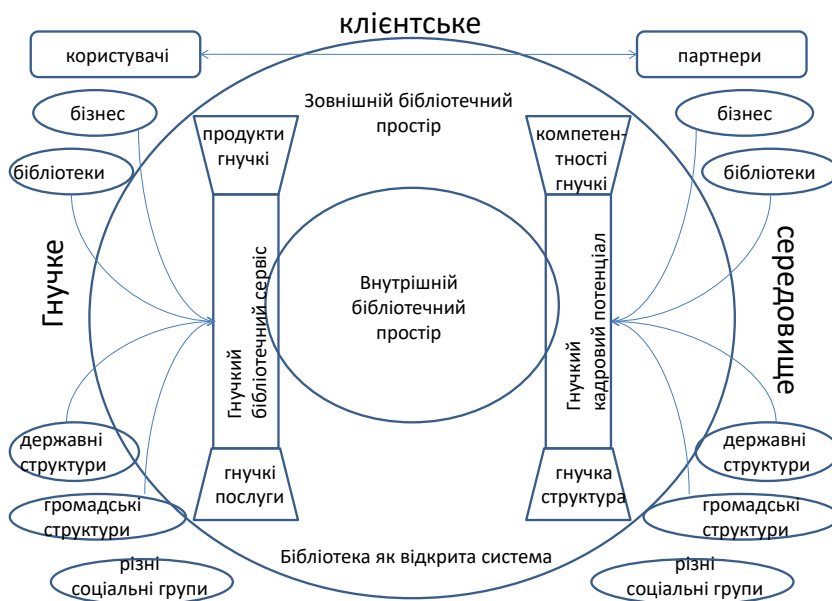 клієнтське
користувачі
партнери
бізнес
бібліотеки
Зовнішній бібліотечний
простір
бізнес
бібліотеки
продукти
гнучкі
компетен-
тності
гнучкі
Гнучке
Гнучкий
бібліотечний сервіс
Внутрішній
бібліотечний
простір
Гнучкий
кадровий потенціал
середовище
державні
структури
громадські
структури
різні
соціальні групи
гнучкі
послуги
гнучка
структура
Бібліотека як відкрита система
державні
структури
громадські
структури
різні
соціальні групи